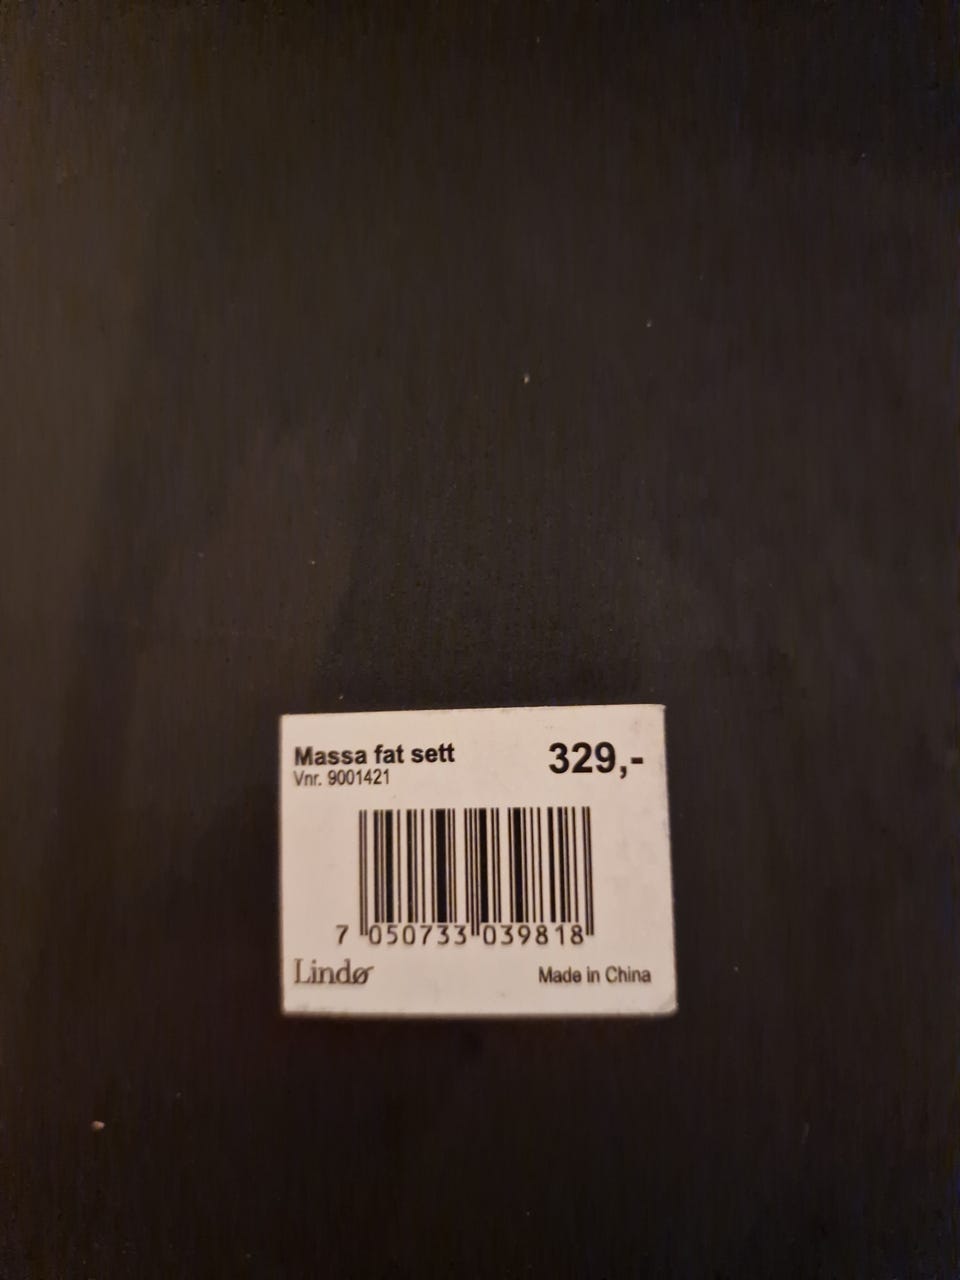 Massa fat sett 329,-
Vnr. 9001421
7 050733 039818
Lindø Made in China